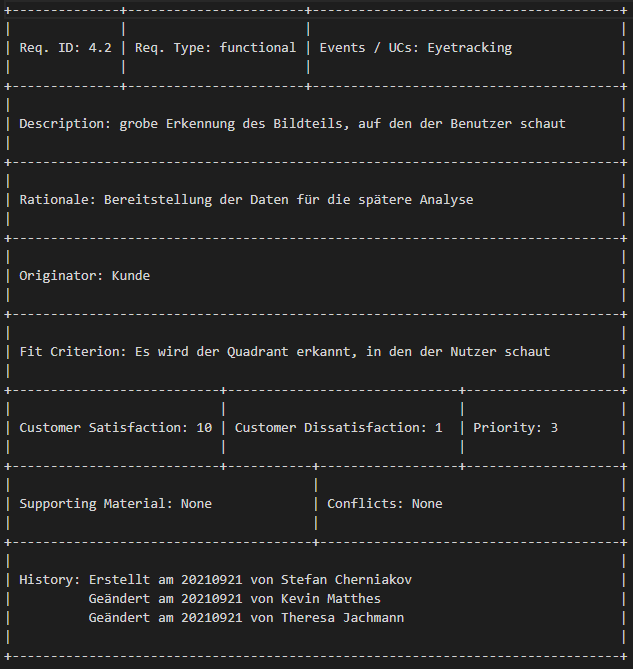 Req. ID: 4.2 | Req. Type: functional | Events / UCs: Eyetracking
Description: grobe Erkennung des Bildteils, auf den der Benutzer schaut
Rationale: Bereitstellung der Daten für die spätere Analyse
Originator: Kunde
Fit Criterion: Es wird der Quadrant erkannt, in den der Nutzer schaut
Customer Satisfaction: 10 | Customer Dissatisfaction: 1 | Priority: 3
Supporting Material: None | Conflicts: None
History: Erstellt am 20210921 von Stefan Cherniakov
Geändert am 20210921 von Kevin Matthes
Geändert am 20210921 von Theresa Jachmann